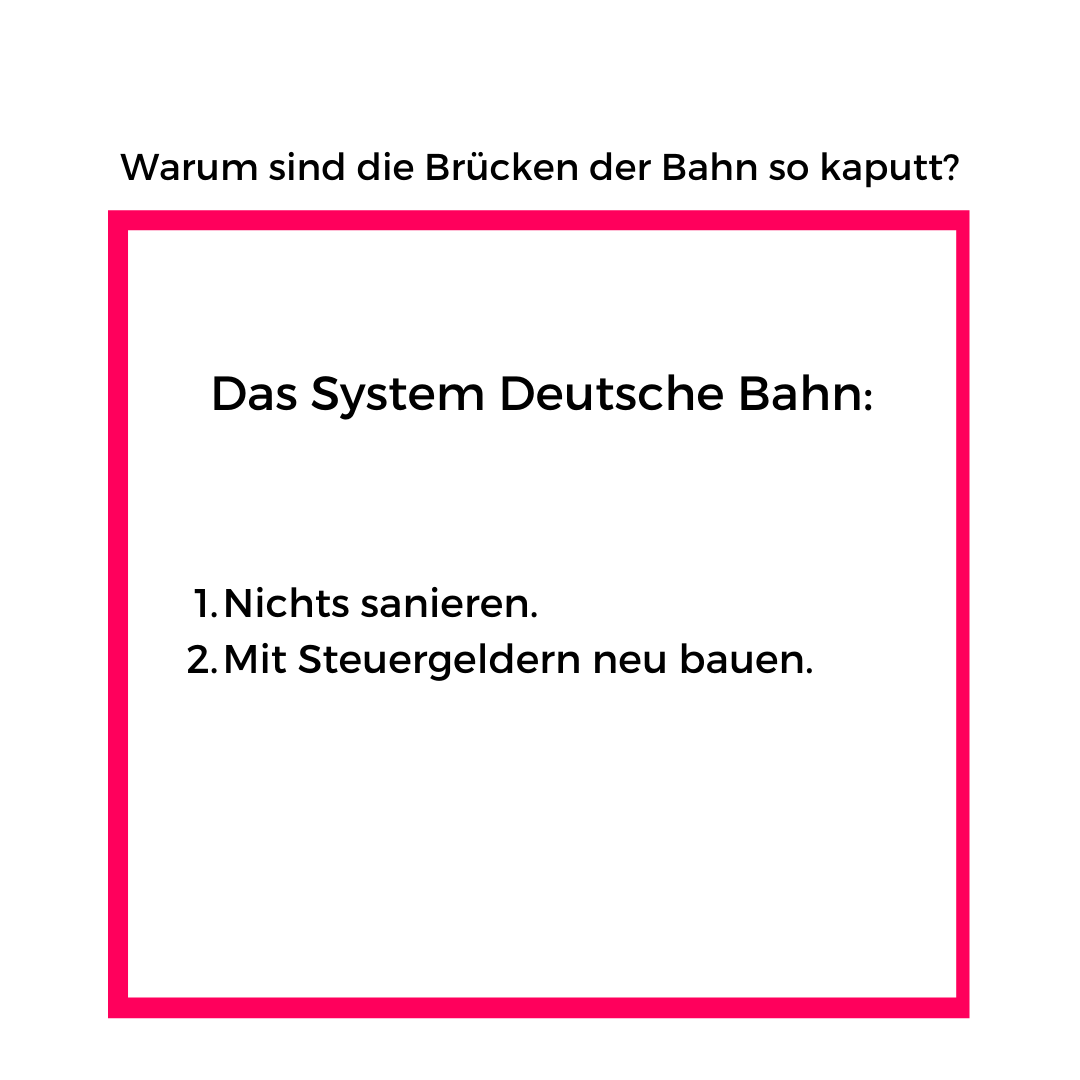 Warum sind die Brücken der Bahn so kaputt?
Das System Deutsche Bahn:
1. Nichts sanieren.
2. Mit Steuergeldern neu bauen.